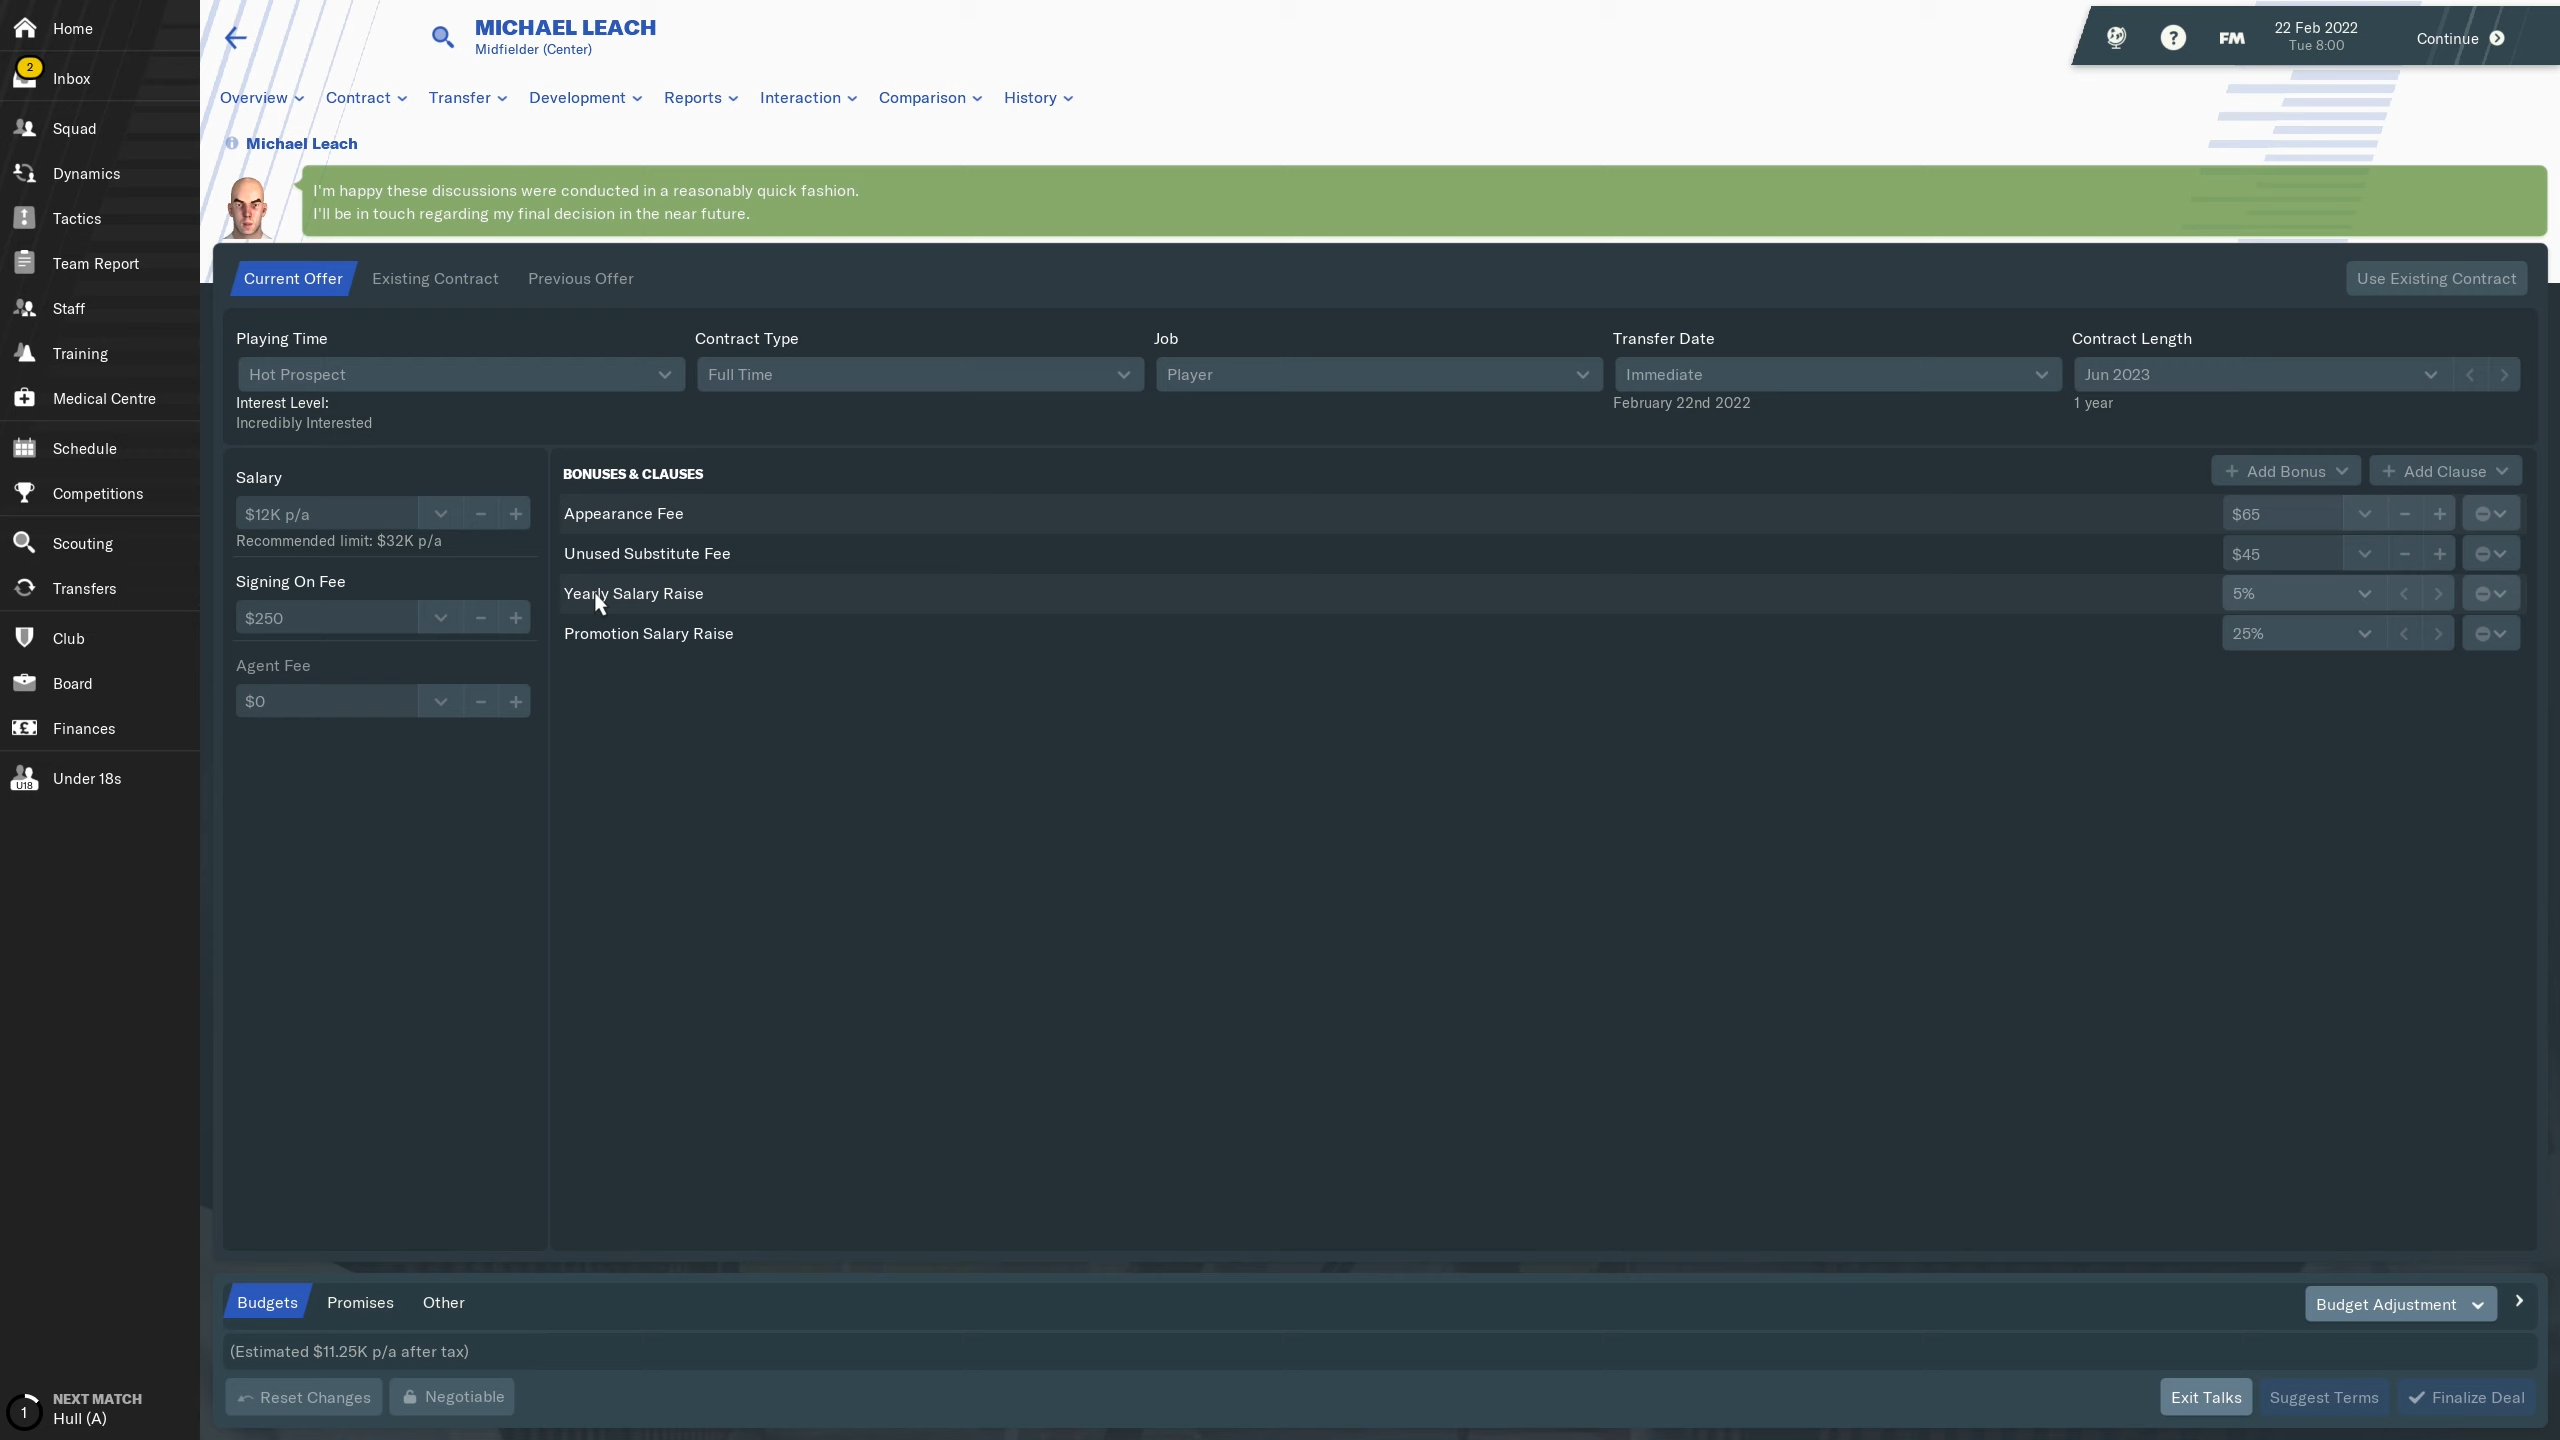 Home
2
Inbox
Squad
Dynamics
Tactics
Team Report
Staff
Training
Medical Centre
Schedule
Competitions
Scouting
Transfers
Club
Board
Finances
U18
Under 18s
1
NEXT MATCH
Hull (A)
MICHAEL LEACH
Midfielder (Center)
?
FM
22 Feb 2022
Tue 8:00
Continue
Overview
Contract
Transfer
Development
Reports
Interaction
Comparison
History
Michael Leach
I'm happy these discussions were conducted in a reasonably quick fashion.
I'll be in touch regarding my final decision in the near future.
Current Offer
Existing Contract
Previous Offer
Use Existing Contract
Playing Time
Hot Prospect
Interest Level:
Incredibly Interested
Contract Type
Full Time
Job
Player
Transfer Date
Immediate
February 22nd 2022
Contract Length
Jun 2023
1 year
Salary
$12K p/a
Recommended limit: $32K p/a
Signing On Fee
$250
Agent Fee
$0
BONUSES & CLAUSES
Add Bonus
Add Clause
Appearance Fee
$65
Unused Substitute Fee
$45
Yearly Salary Raise
5%
Promotion Salary Raise
25%
Budgets
Promises
Other
Budget Adjustment
(Estimated $11.25K p/a after tax)
Reset Changes
Negotiable
Exit Talks
Suggest Terms
Finalize Deal